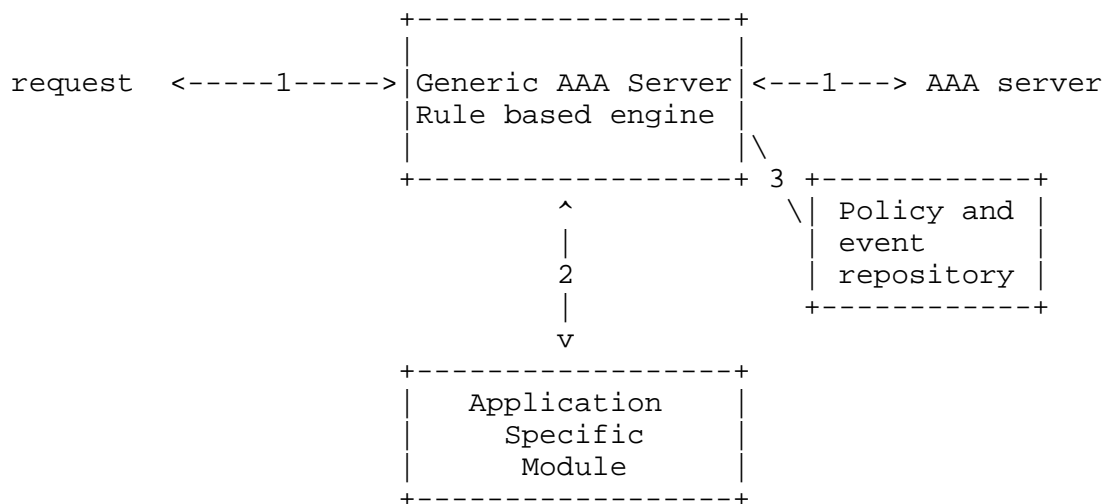 request <-----1-----> Generic AAA Server <---1---> AAA server
Rule based engine
3
Policy and
event
repository
2
Application
Specific
Module